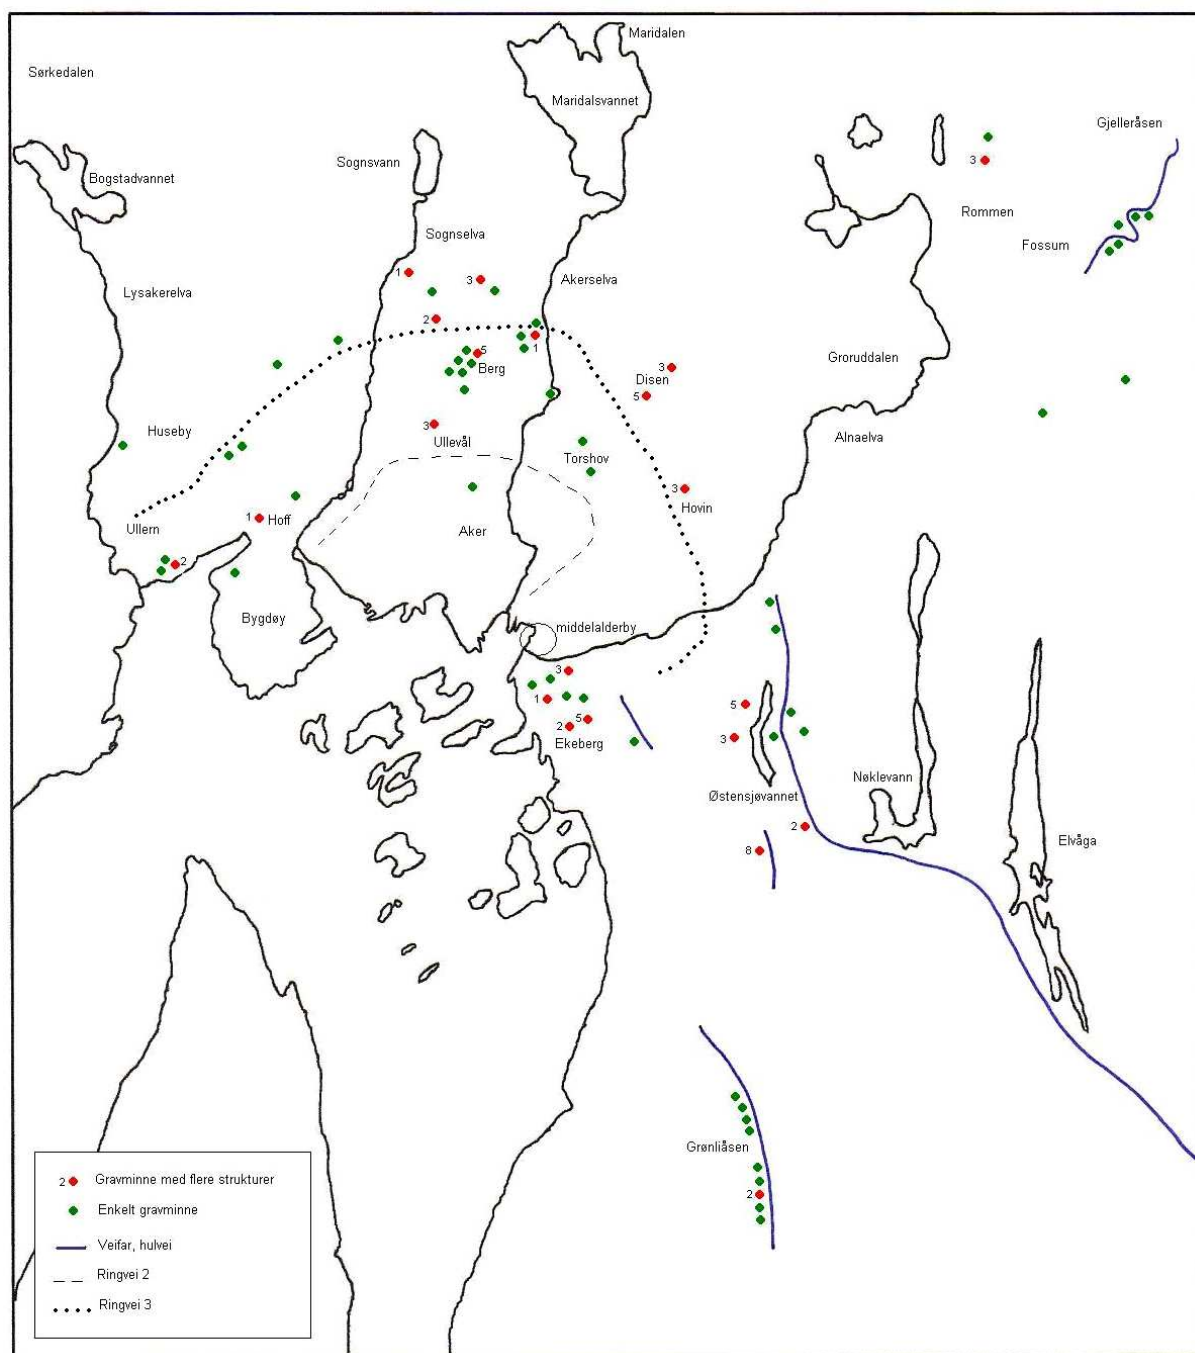 Maridalen
Sørkedalen
Maridalsvannet
Gjelleråsen
Sognsvann
3
Bogstadvannet
Rommen
Sognselva
Fossum
1
3
Akerselva
Lysakerelva
2
5
1
Berg
3
Disen
5
Groruddalen
3
Huseby
Ullevål
Alnaelva
Torshov
3
Hovin
1
Hoff
Ullern
Aker
2
Bygdøy
middelalderby
3
1
5
2
5
3
Ekeberg
Nøklevann
Østensjøvannet
2
8
Elvåga
Grønliåsen
2
2
Gravminne med flere strukturer
Enkelt gravminne
Veifar, hulvei
Ringvei 2
Ringvei 3